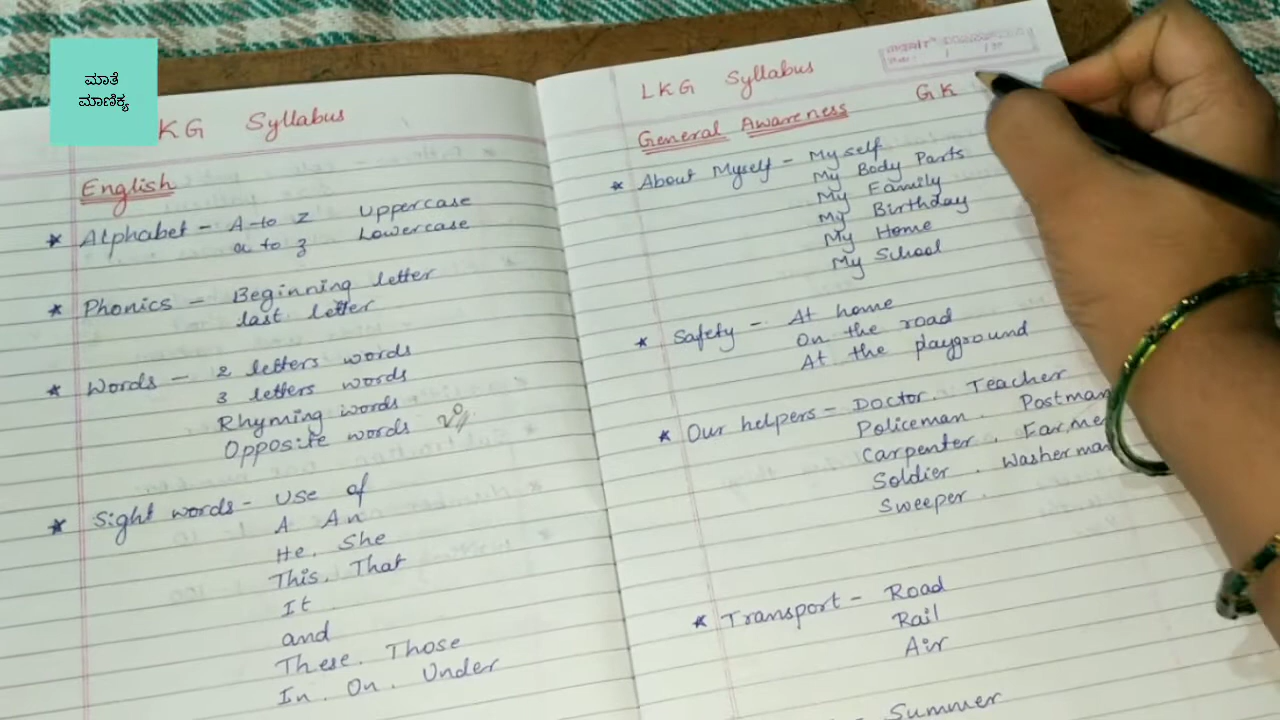 ಮಾತೆ
ಮಾಣಿಕ್ಯ
KG Syllabus
English
* Alphabet - A to Z Uppercase
a to z Lowercase
* Phonics - Beginning letter
last letter
* Words - 2 letters words
3 letters words
Rhyming words
Opposite words
* Sight words - Use of
A An
He. She
This. That
It
and
These. Those
In. On. Under
LKG Syllabus
General Awareness GK
* About Myself - Myself
My Body Parts
My Family
My Birthday
My Home
My School
* Safety - At home
On the road
At the playground
* Our helpers - Doctor. Teacher
Policeman. Postman
Carpenter. Farmer
Soldier. Washerman
Sweeper.
* Transport - Road
Rail
Air
Summer